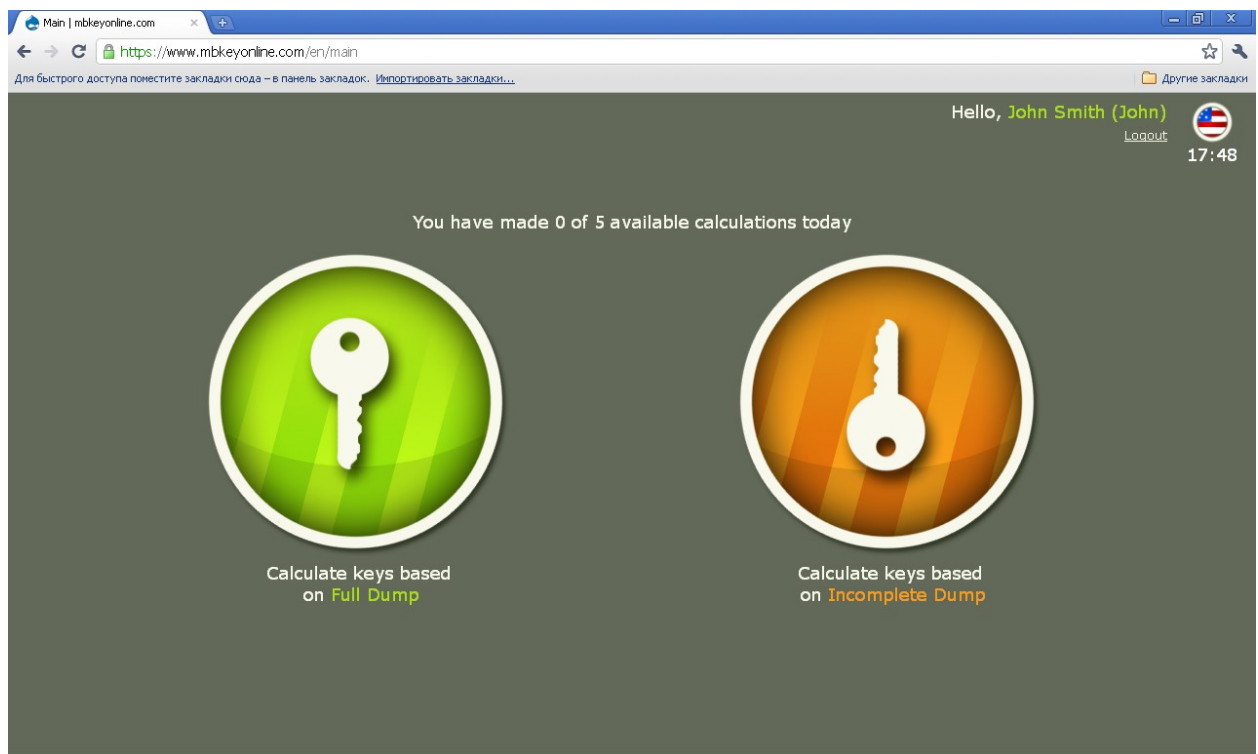 Main | mbkeyonline.com
https://www.mbkeyonline.com/en/main
Для быстрого доступа поместите закладки сюда – в панель закладок. Импортировать закладки...
Другие закладки
Hello, John Smith (John)
Logout
17:48
You have made 0 of 5 available calculations today
Calculate keys based
on Full Dump
Calculate keys based
on Incomplete Dump